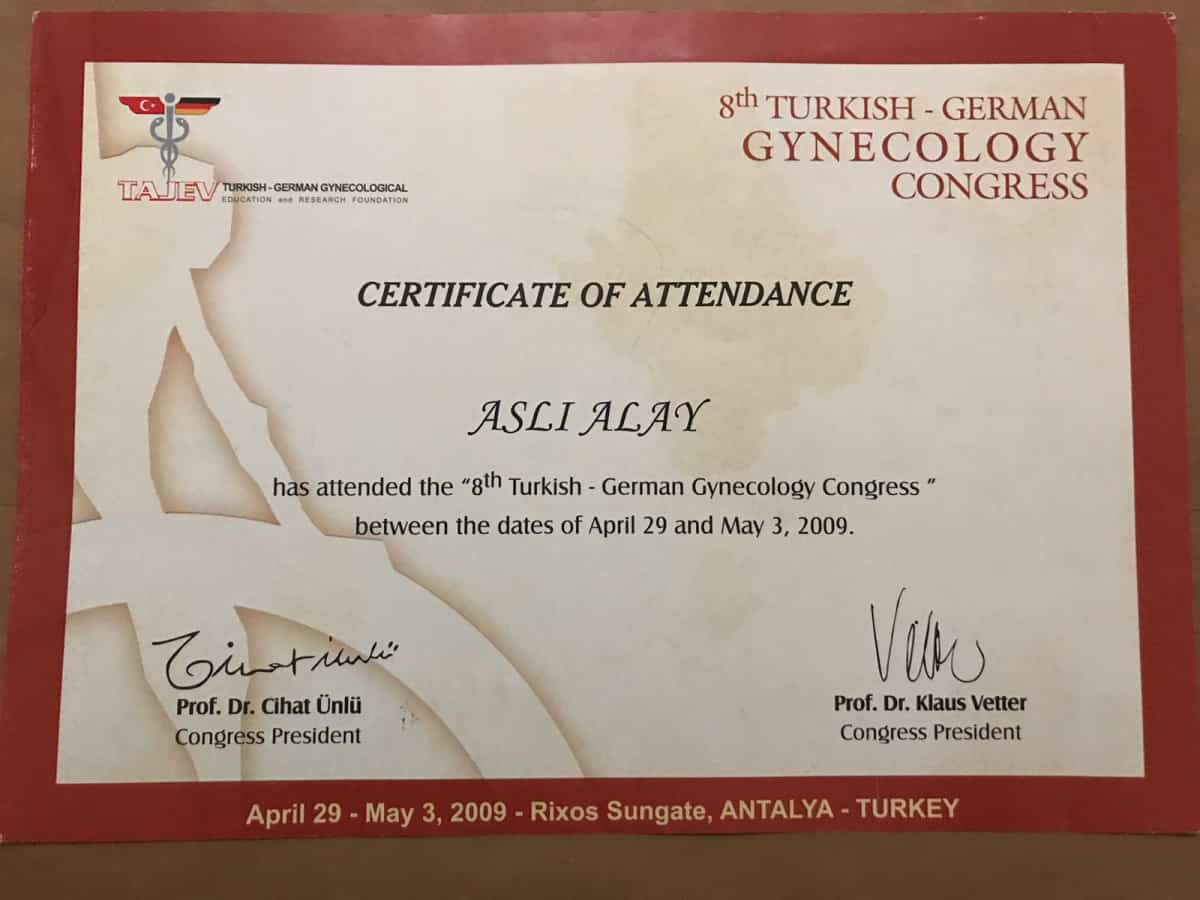 TAJEV TURKISH - GERMAN GYNECOLOGICAL
EDUCATION and RESEARCH FOUNDATION
8th TURKISH - GERMAN
GYNECOLOGY
CONGRESS
CERTIFICATE OF ATTENDANCE
ASLI ALAY
has attended the “8th Turkish - German Gynecology Congress ”
between the dates of April 29 and May 3, 2009.
Prof. Dr. Cihat Ünlü
Congress President
Prof. Dr. Klaus Vetter
Congress President
April 29 - May 3, 2009 - Rixos Sungate, ANTALYA - TURKEY